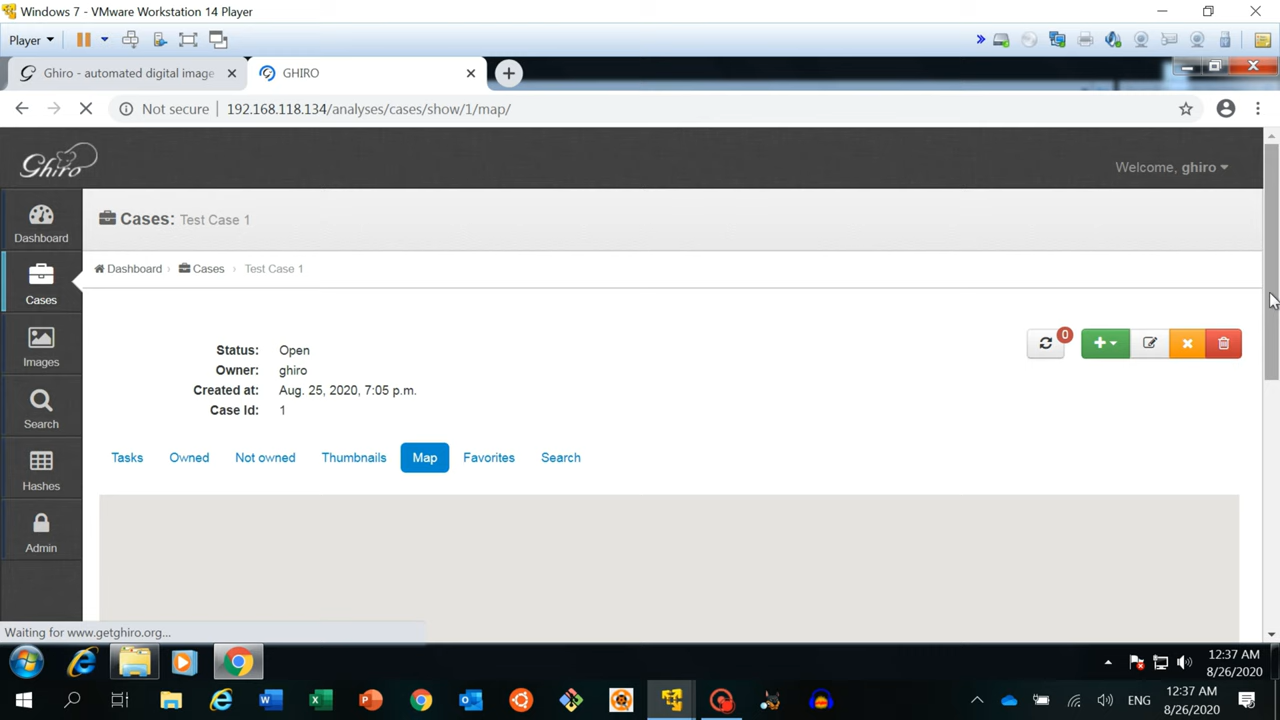 Windows 7 - VMware Workstation 14 Player
Player
Ghiro - automated digital image
GHIRO
Not secure 192.168.118.134/analyses/cases/show/1/map/
Ghiro
Welcome, ghiro
Dashboard
Cases
Images
Search
Hashes
Admin
Cases: Test Case 1
Dashboard Cases Test Case 1
Status: Open
Owner: ghiro
Created at: Aug. 25, 2020, 7:05 p.m.
Case Id: 1
0
Tasks Owned Not owned Thumbnails Map Favorites Search
Waiting for www.getghiro.org...
12:37 AM
8/26/2020
ENG
12:37 AM
8/26/2020